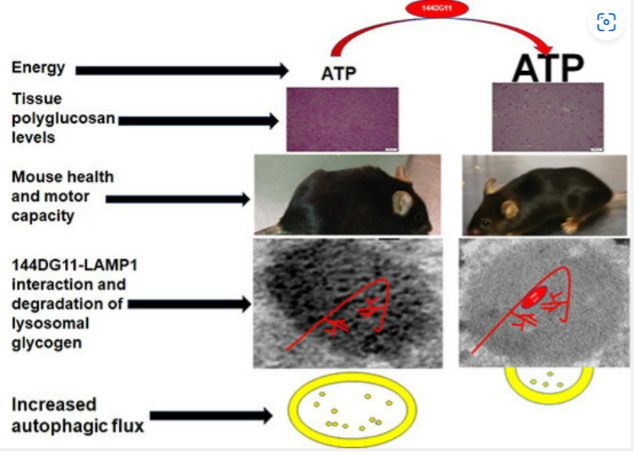 144DG11
Energy
ATP
ATP
Tissue
polyglucosan
levels
Mouse health
and motor
capacity
144DG11-LAMP1
interaction and
degradation of
lysosomal
glycogen
Increased
autophagic flux